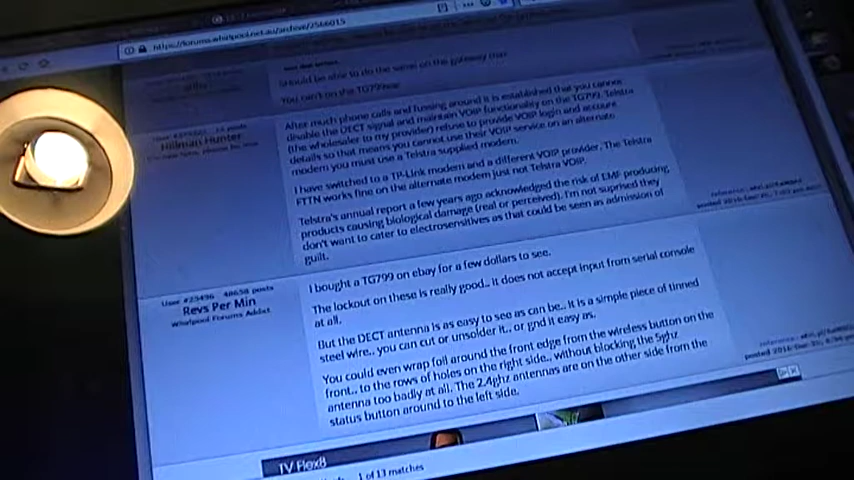 https://forums.whirlpool.net.au/archive/2566015
Should be able to do the same on the gateway max
You can't on the TG799vac
Hillman Hunter
After much phone calls and fussing around it is established that you cannot
disable the DECT signal and maintain VOIP functionality on the TG799. Telstra
(the wholesaler to my provider) refuse to provide VOIP login and account
details so that means you cannot use their VOIP service on an alternate
modem you must use a Telstra supplied modem.
I have switched to a TP-Link modem and a different VOIP provider. The Telstra
FTTN works fine on the alternate modem just not Telstra VOIP.
Telstra's annual report a few years ago acknowledged the risk of EMF producing
products causing biological damage (real or perceived). I'm not suprised they
don't want to cater to electrosensitives as that could be seen as admission of
guilt.
Revs Per Min
Whirlpool Forums Addict
I bought a TG799 on ebay for a few dollars to see.
The lockout on these is really good.. it does not accept input from serial console
at all.
But the DECT antenna is as easy to see as can be.. it is a simple piece of tinned
steel wire.. you can cut or unsolder it.. or gnd it easy as.
You could even wrap foil around the front edge from the wireless button on the
front.. to the rows of holes on the right side.. without blocking the 5ghz
antenna too badly at all. The 2.4ghz antennas are on the other side from the
status button around to the left side.
TV Flex8
1 of 13 matches